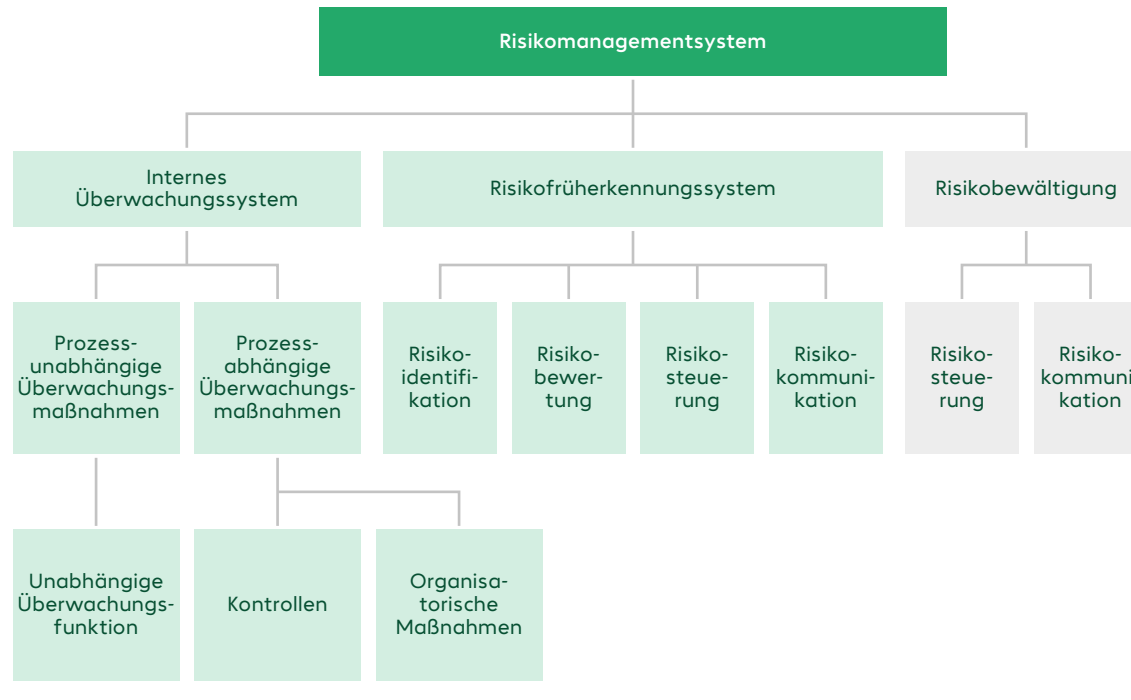 Risikomanagementsystem
Internes
Überwachungssystem
Risikofrüherkennungssystem
Risikobewältigung
Prozess-
unabhängige
Überwachungs-
maßnahmen
Prozess-
abhängige
Überwachungs-
maßnahmen
Risiko-
identifi-
kation
Risiko-
bewer-
tung
Risiko-
steue-
rung
Risiko-
kommuni-
kation
Risiko-
steue-
rung
Risiko-
kommuni
kation
Unabhängige
Überwachungs-
funktion
Kontrollen
Organisa-
torische
Maßnahmen